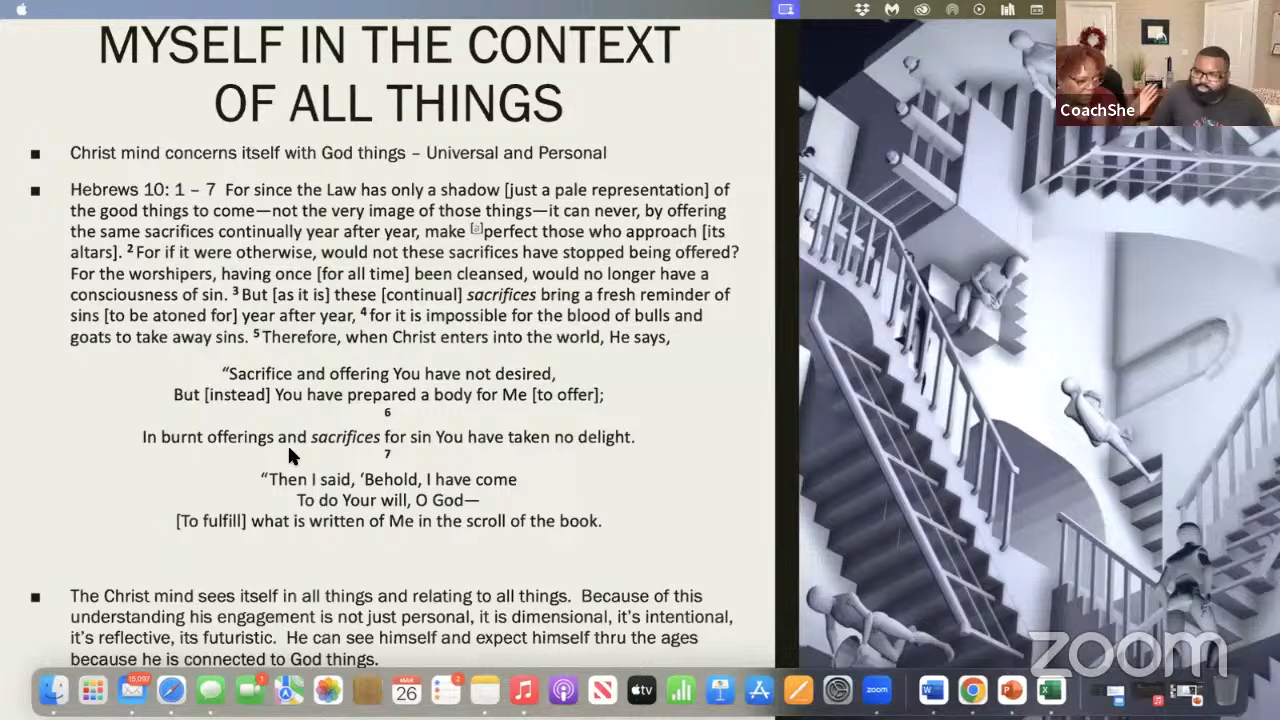 MYSELF IN THE CONTEXT
OF ALL THINGS
CoachShe
■ Christ mind concerns itself with God things – Universal and Personal
■ Hebrews 10: 1 – 7  For since the Law has only a shadow [just a pale representation] of
the good things to come—not the very image of those things—it can never, by offering
the same sacrifices continually year after year, make [a]perfect those who approach [its
altars]. 2 For if it were otherwise, would not these sacrifices have stopped being offered?
For the worshipers, having once [for all time] been cleansed, would no longer have a
consciousness of sin. 3 But [as it is] these [continual] sacrifices bring a fresh reminder of
sins [to be atoned for] year after year, 4 for it is impossible for the blood of bulls and
goats to take away sins. 5 Therefore, when Christ enters into the world, He says,
“Sacrifice and offering You have not desired,
But [instead] You have prepared a body for Me [to offer];
6
In burnt offerings and sacrifices for sin You have taken no delight.
7
“Then I said, ‘Behold, I have come
To do Your will, O God—
[To fulfill] what is written of Me in the scroll of the book.
■ The Christ mind sees itself in all things and relating to all things.  Because of this
understanding his engagement is not just personal, it is dimensional, it’s intentional,
it’s reflective, its futuristic.  He can see himself and expect himself thru the ages
because he is connected to God things.
zoom
15,097
1
MAR
26
2
tv
zoom
W
P
X